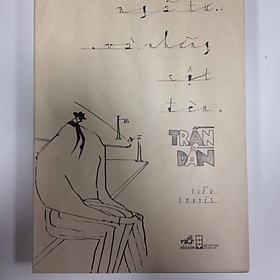 ngã tư..
..và những
cột
đèn.
TRẦN
DẦN
TIỂU
THUYẾT